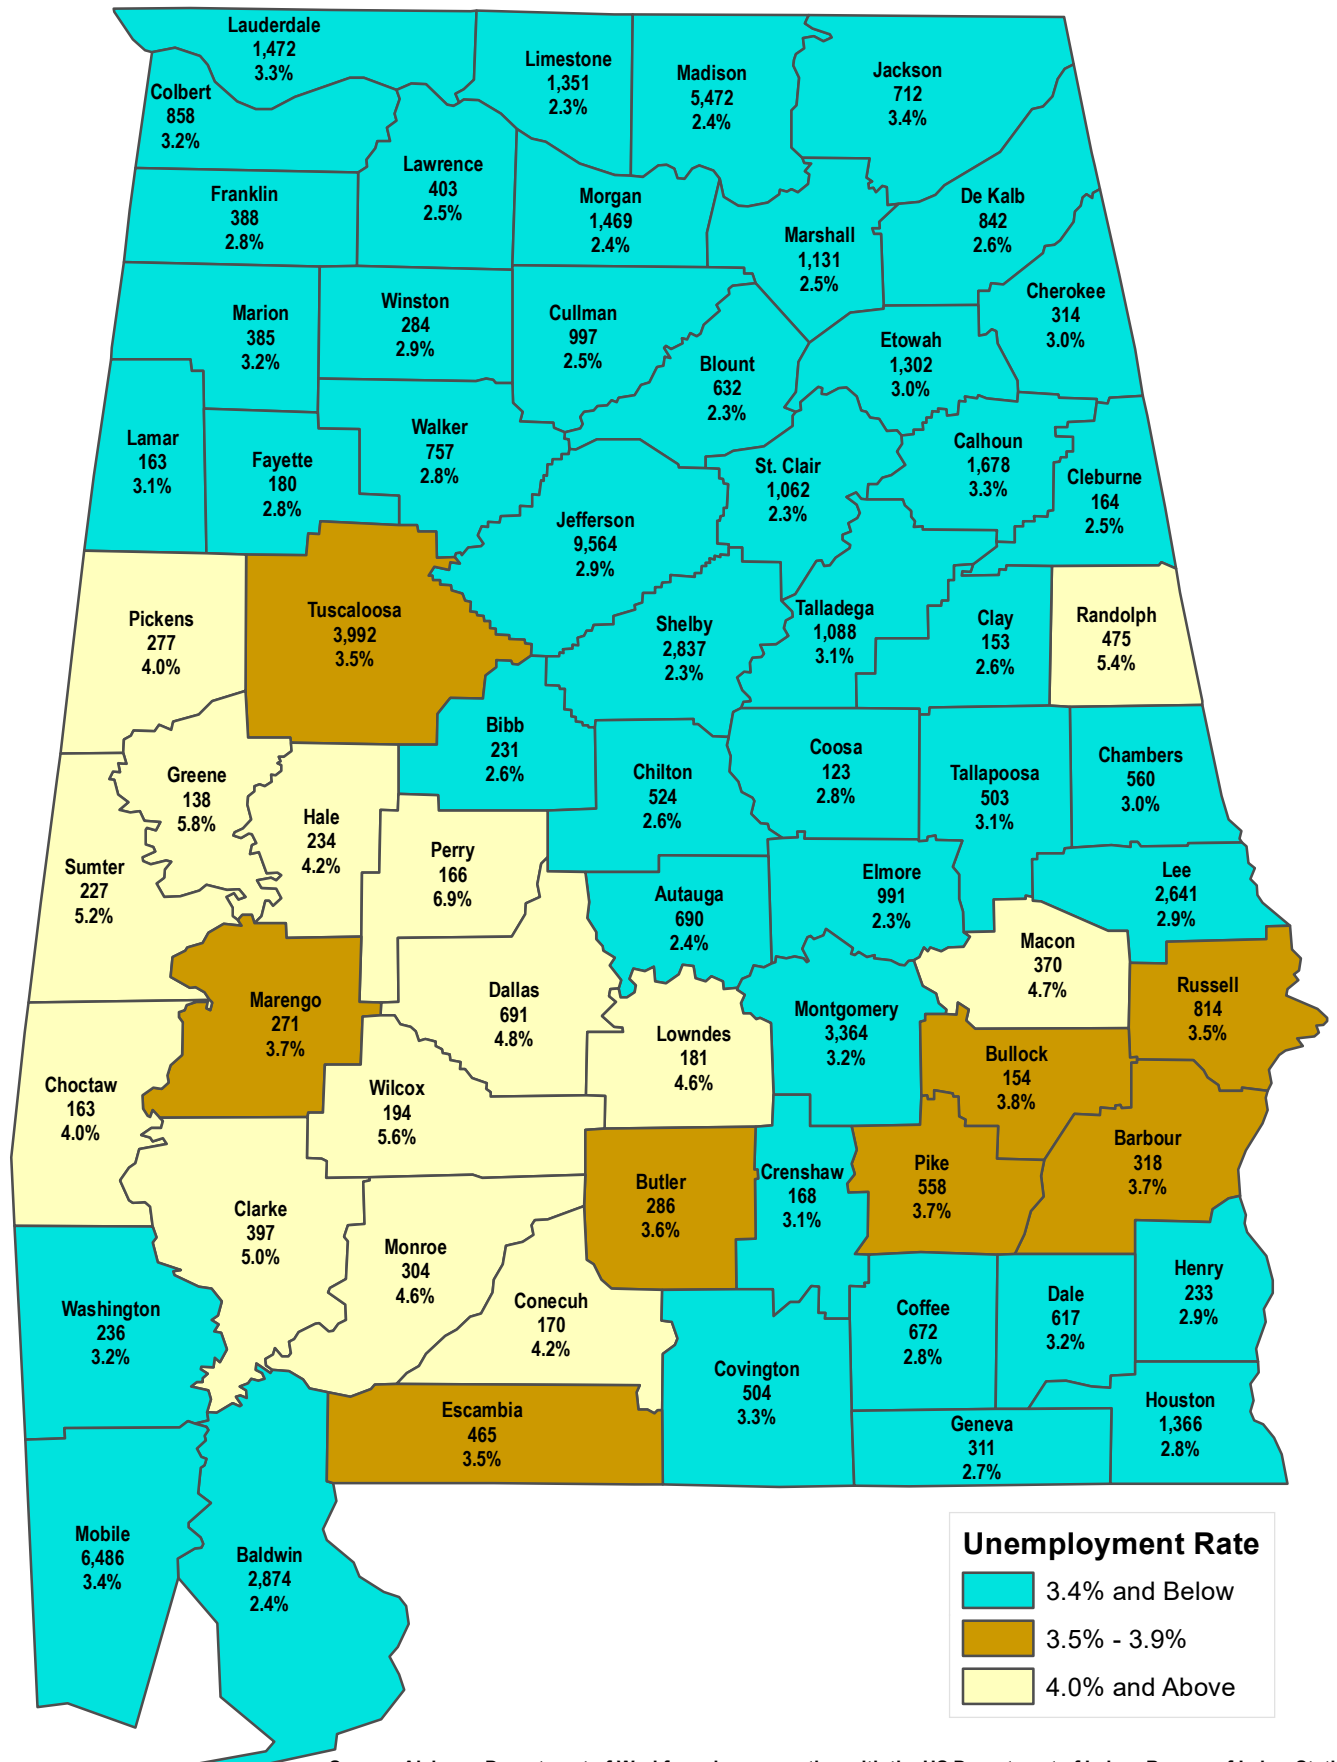 Lauderdale
1,472
3.3%
Colbert
858
3.2%
Limestone
1,351
2.3%
Madison
5,472
2.4%
Jackson
712
3.4%
Lawrence
403
2.5%
Franklin
388
2.8%
Morgan
1,469
2.4%
De Kalb
842
2.6%
Marshall
1,131
2.5%
Cherokee
314
3.0%
Marion
385
3.2%
Winston
284
2.9%
Cullman
997
2.5%
Etowah
1,302
3.0%
Blount
632
2.3%
Lamar
163
3.1%
Fayette
180
2.8%
Walker
757
2.8%
St. Clair
1,062
2.3%
Calhoun
1,678
3.3%
Cleburne
164
2.5%
Jefferson
9,564
2.9%
Pickens
277
4.0%
Tuscaloosa
3,992
3.5%
Shelby
2,837
2.3%
Talladega
1,088
3.1%
Clay
153
2.6%
Randolph
475
5.4%
Bibb
231
2.6%
Greene
138
5.8%
Hale
234
4.2%
Chilton
524
2.6%
Coosa
123
2.8%
Tallapoosa
503
3.1%
Chambers
560
3.0%
Sumter
227
5.2%
Perry
166
6.9%
Autauga
690
2.4%
Elmore
991
2.3%
Lee
2,641
2.9%
Macon
370
4.7%
Marengo
271
3.7%
Dallas
691
4.8%
Lowndes
181
4.6%
Montgomery
3,364
3.2%
Russell
814
3.5%
Bullock
154
3.8%
Choctaw
163
4.0%
Wilcox
194
5.6%
Barbour
318
3.7%
Butler
286
3.6%
Crenshaw
168
3.1%
Pike
558
3.7%
Clarke
397
5.0%
Monroe
304
4.6%
Conecuh
170
4.2%
Washington
236
3.2%
Coffee
672
2.8%
Dale
617
3.2%
Henry
233
2.9%
Covington
504
3.3%
Escambia
465
3.5%
Geneva
311
2.7%
Houston
1,366
2.8%
Mobile
6,486
3.4%
Baldwin
2,874
2.4%
Unemployment Rate
3.4% and Below
3.5% - 3.9%
4.0% and Above